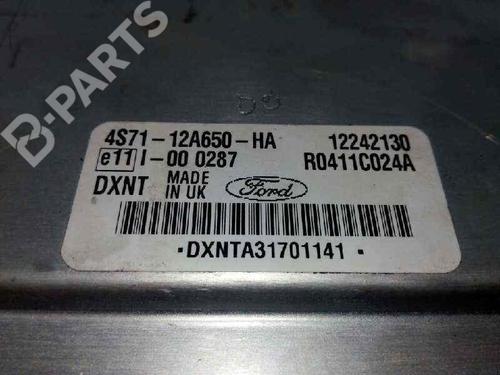 B-PARTS
4S71-12A650-HA 12242130
e11 I-00 0287 R0411C024A
DXNT MADE IN UK Ford
·DXNTA31701141·